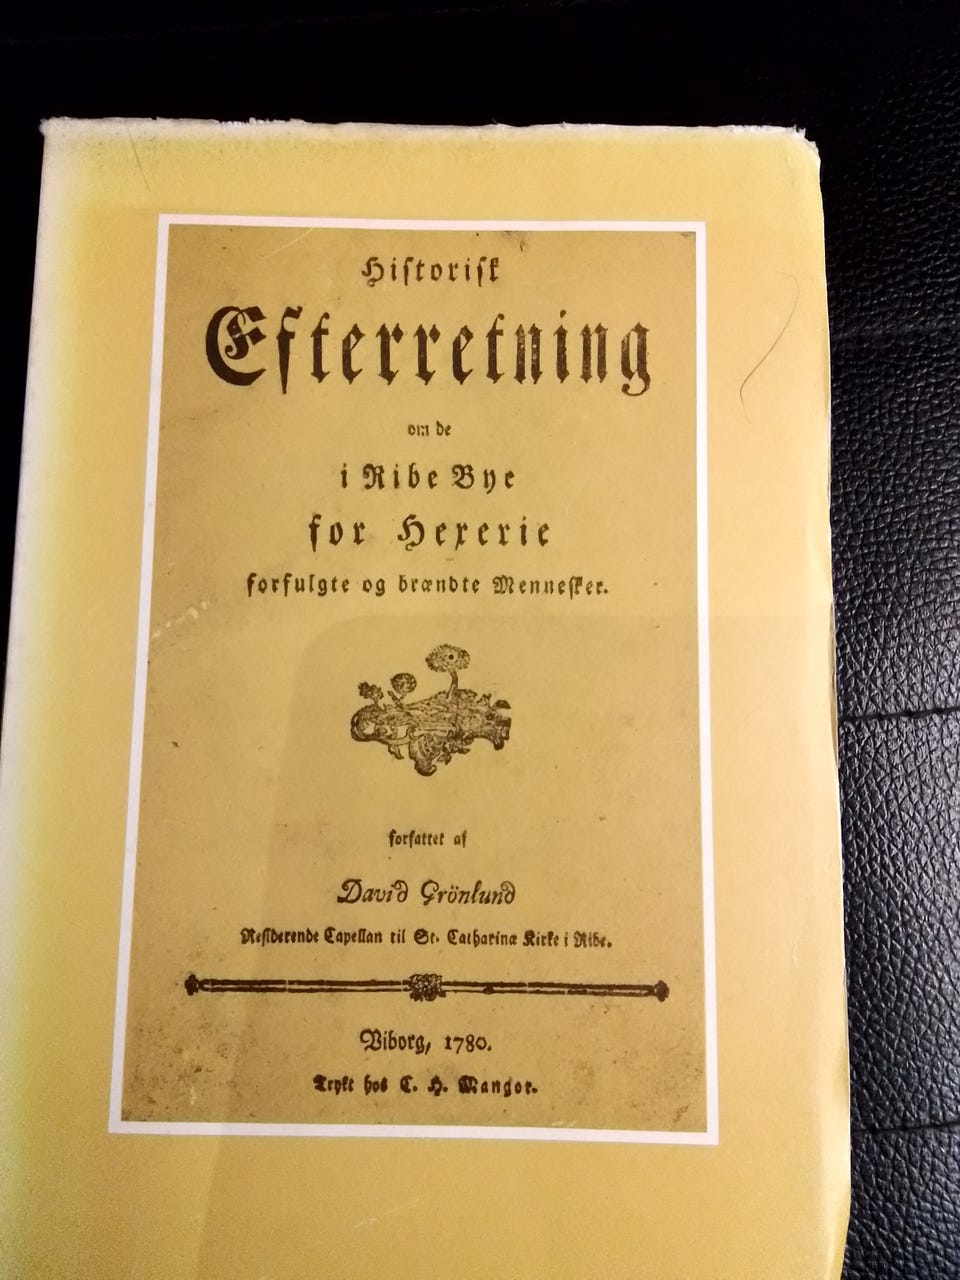 Historisk
Efterretning
om de
i Ribe Bye
for Hexerie
forfulgte og brændte Mennesker.
forfattet af
David Grönlund
Residerende Capellan til St. Catharinæ Kirke i Ribe.
Viborg, 1780.
Trykt hos C. H. Mangor.